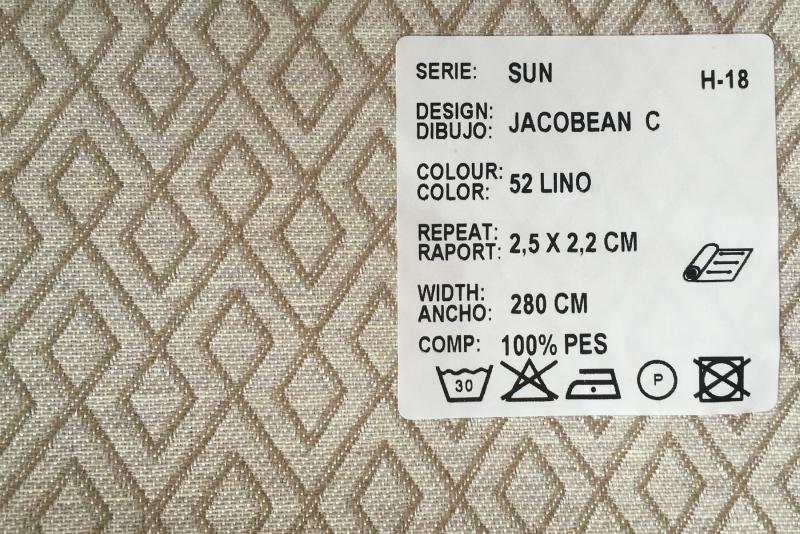 SERIE: SUN H-18
DESIGN:
DIBUJO: JACOBEAN C
COLOUR:
COLOR: 52 LINO
REPEAT:
RAPORT: 2,5 X 2,2 CM
WIDTH:
ANCHO: 280 CM
COMP: 100% PES
30 P